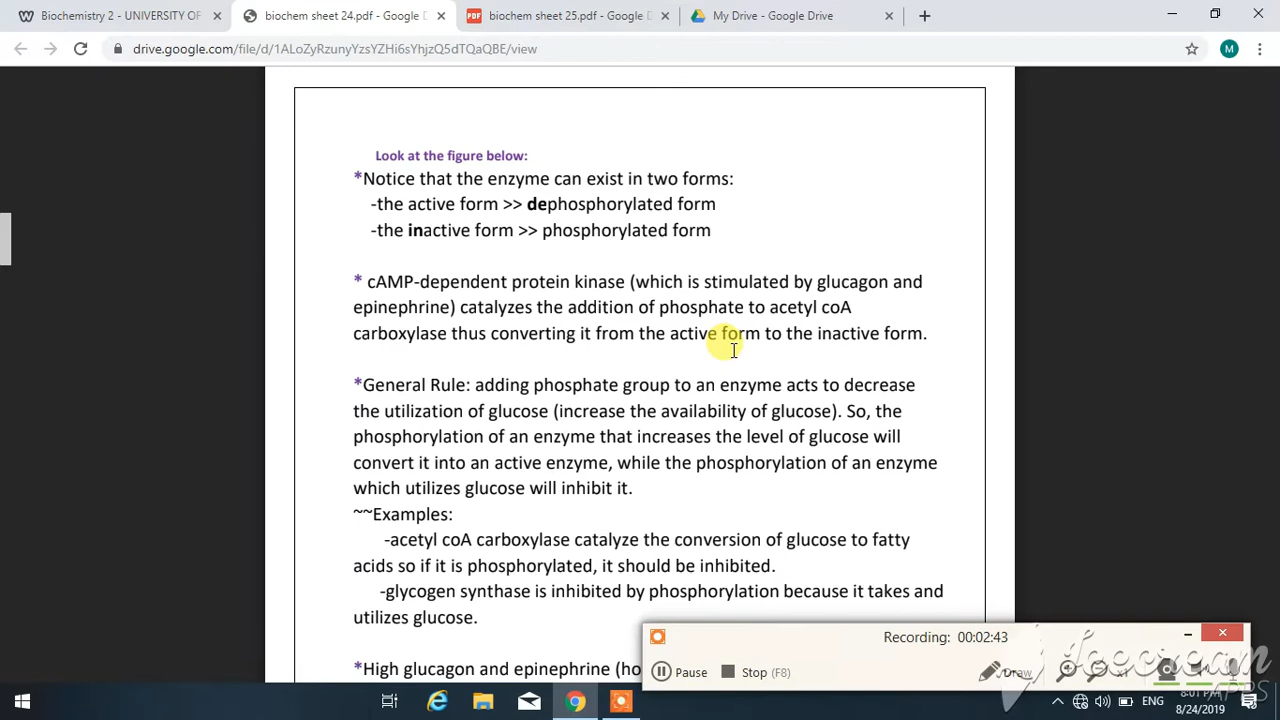 Biochemistry 2 - UNIVERSITY OF
biochem sheet 24.pdf - Google D
biochem sheet 25.pdf - Google D
My Drive - Google Drive
drive.google.com/file/d/1ALoZyRzunyYzsYZHi6sYhjzQ5dTQaQBE/view
M
Look at the figure below:
*Notice that the enzyme can exist in two forms:
-the active form >> dephosphorylated form
-the inactive form >> phosphorylated form
* cAMP-dependent protein kinase (which is stimulated by glucagon and
epinephrine) catalyzes the addition of phosphate to acetyl coA
carboxylase thus converting it from the active form to the inactive form.
*General Rule: adding phosphate group to an enzyme acts to decrease
the utilization of glucose (increase the availability of glucose). So, the
phosphorylation of an enzyme that increases the level of glucose will
convert it into an active enzyme, while the phosphorylation of an enzyme
which utilizes glucose will inhibit it.
~~Examples:
-acetyl coA carboxylase catalyze the conversion of glucose to fatty
acids so if it is phosphorylated, it should be inhibited.
-glycogen synthase is inhibited by phosphorylation because it takes and
utilizes glucose.
*High glucagon and epinephrine (ho
Recording: 00:02:43
Pause
Stop (F8)
Draw
x1
icecream
APPS
ENG
8:01 PM
8/24/2019